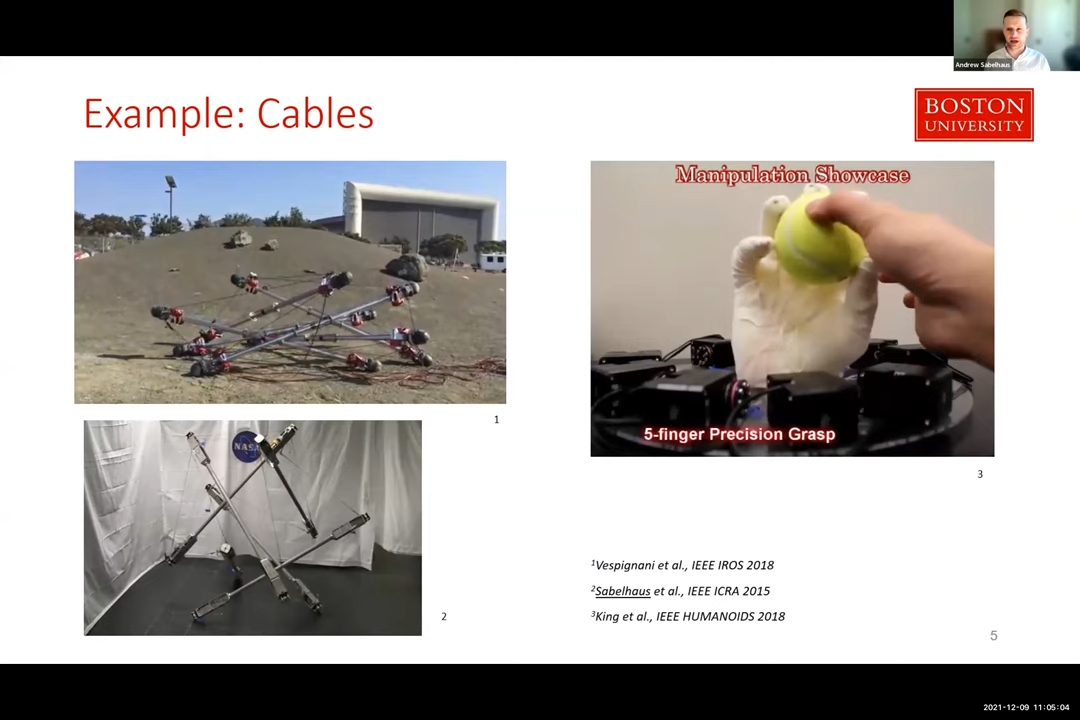 Andrew Sabelhaus
Example: Cables
BOSTON
UNIVERSITY
Manipulation Showcase
5-finger Precision Grasp
1
NASA
3
2
1Vespignani et al., IEEE IROS 2018
2Sabelhaus et al., IEEE ICRA 2015
3King et al., IEEE HUMANOIDS 2018
5
2021-12-09 11:05:04